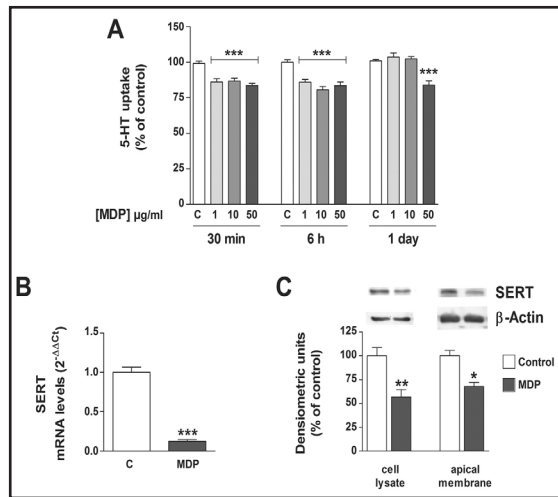 A
5-HT uptake
(% of control)
125
100
75
50
25
0
***
***
***
[MDP] µg/ml
C 1 10 50
C 1 10 50
C 1 10 50
30 min
6 h
1 day
B
SERT
mRNA levels (2^-ΔΔCt)
1.5
1.0
0.5
0.0
***
C
MDP
C
SERT
β-Actin
Densiometric units
(% of control)
125
100
75
50
25
0
**
*
Control
MDP
cell
lysate
apical
membrane